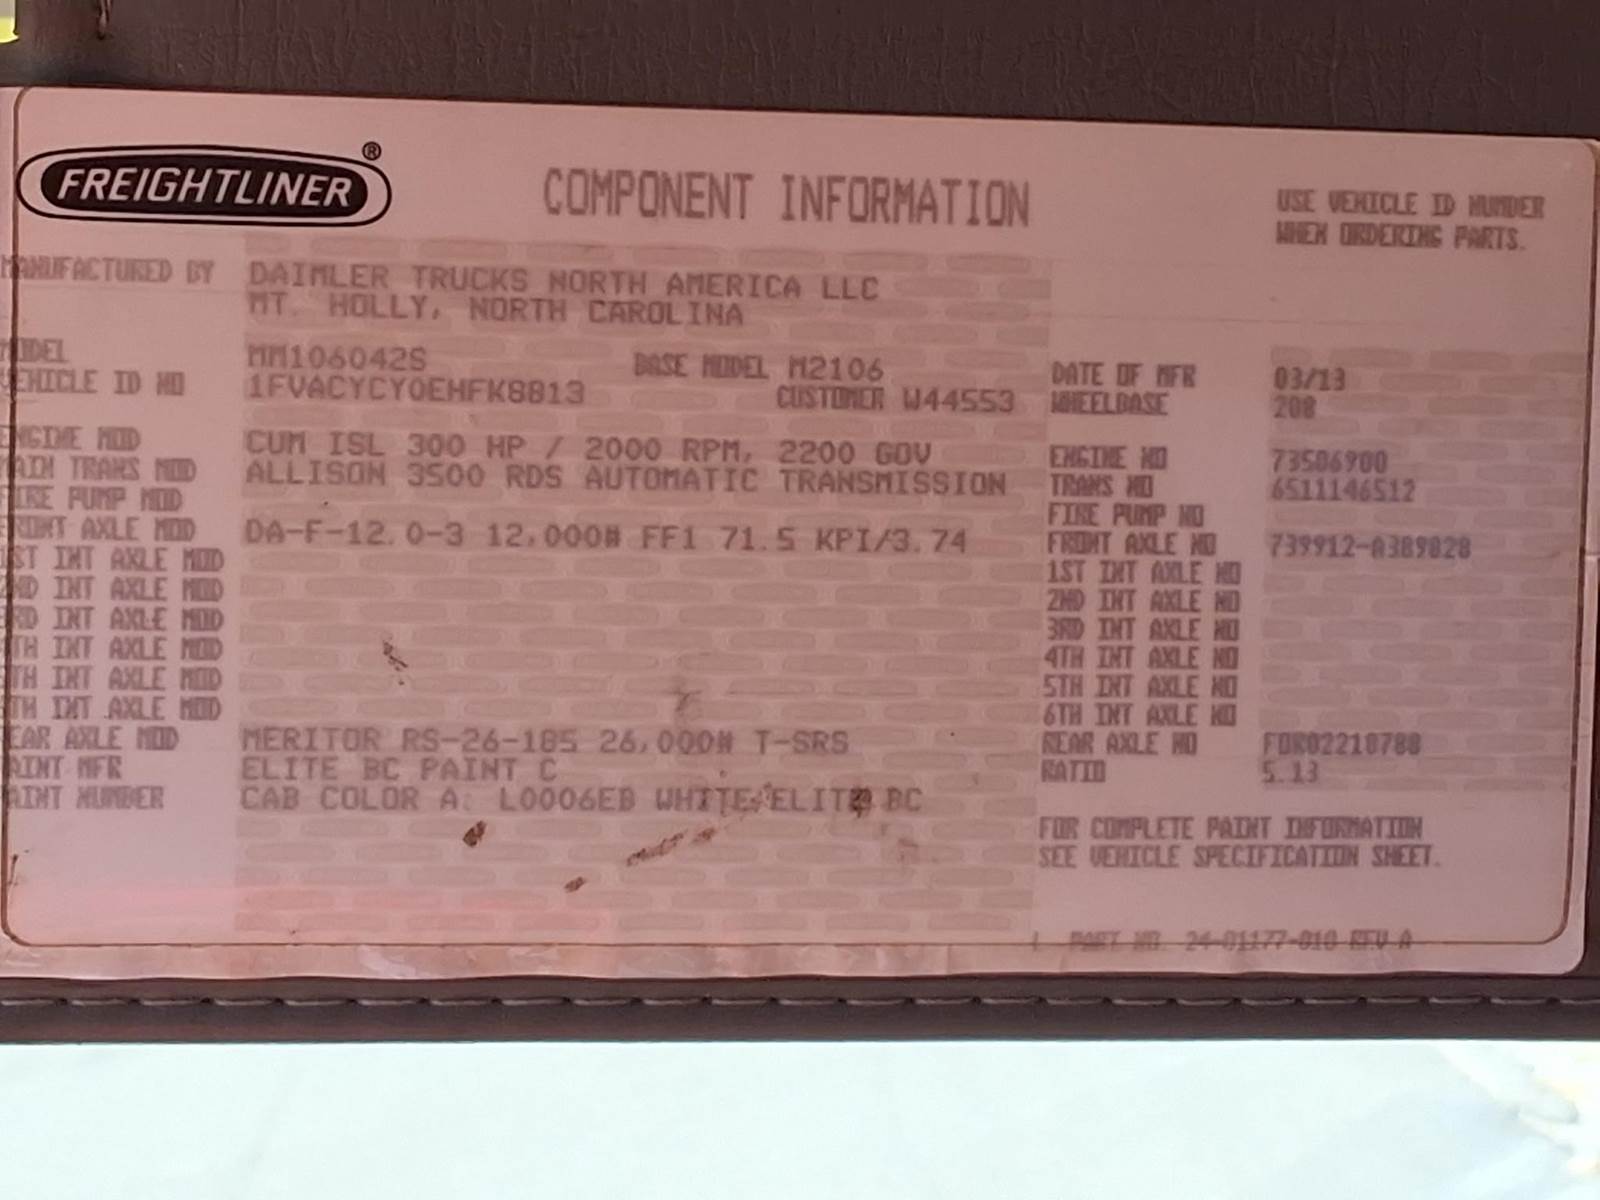 FREIGHTLINER®
COMPONENT INFORMATION
USE VEHICLE ID NUMBER
WHEN ORDERING PARTS.
MANUFACTURED BY DAIMLER TRUCKS NORTH AMERICA LLC
MT. HOLLY, NORTH CAROLINA
MODEL MM106042S BASE MODEL M2106 DATE OF MFR 03/13
VEHICLE ID NO 1FVACYCY0EHFK8813 CUSTOMER W44553 WHEELBASE 208
ENGINE MOD CUM ISL 300 HP / 2000 RPM, 2200 GOV ENGINE NO 73506900
MAIN TRANS MOD ALLISON 3500 RDS AUTOMATIC TRANSMISSION TRANS NO 6511146512
FIRE PUMP MOD FIRE PUMP NO
FRONT AXLE MOD DA-F-12.0-3 12,000# FF1 71.5 KPI/3.74 FRONT AXLE NO 739912-A389828
1ST INT AXLE MOD 1ST INT AXLE NO
2ND INT AXLE MOD 2ND INT AXLE NO
3RD INT AXLE MOD 3RD INT AXLE NO
TH INT AXLE MOD 4TH INT AXLE NO
TH INT AXLE MOD 5TH INT AXLE NO
TH INT AXLE MOD 6TH INT AXLE NO
EAR AXLE MOD MERITOR RS-26-185 26,000# T-SRS REAR AXLE NO
AINT MFR ELITE BC PAINT C RATIO 5.13
AINT NUMBER CAB COLOR A: L0006EB WHITE ELITE BC
FOR COMPLETE PAINT INFORMATION
SEE VEHICLE SPECIFICATION SHEET.
PART NO. 24-01177-010 REV A